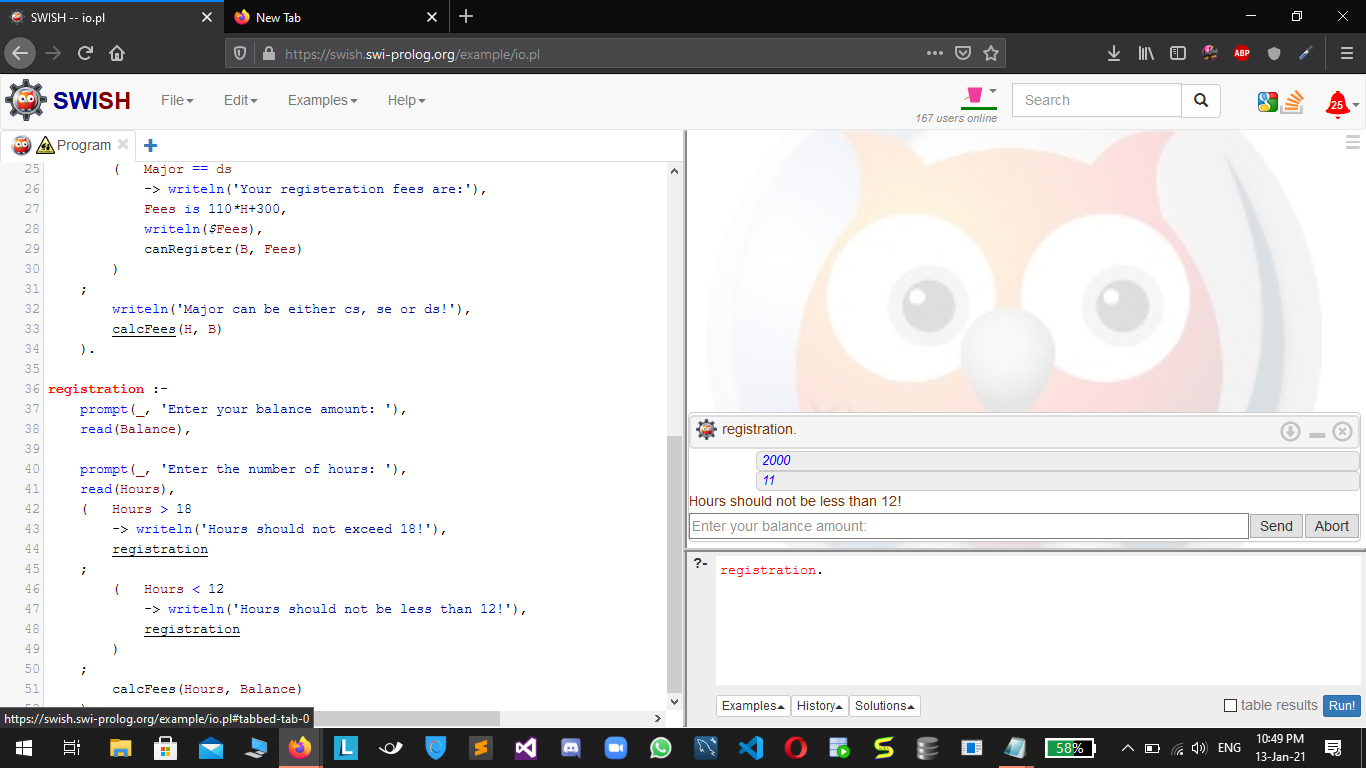 SWISH -- io.pl
New Tab
https://swish.swi-prolog.org/example/io.pl
ABP
SWISH
File
Edit
Examples
Help
167 users online
Search
25
Program
25 ( Major == ds
26 -> writeln('Your registeration fees are:'),
27 Fees is 110*H+300,
28 writeln($Fees),
29 canRegister(B, Fees)
30 )
31 ;
32 writeln('Major can be either cs, se or ds!'),
33 calcFees(H, B)
34 ).
35
36 registration :-
37 prompt(_, 'Enter your balance amount: '),
38 read(Balance),
39
40 prompt(_, 'Enter the number of hours: '),
41 read(Hours),
42 ( Hours > 18
43 -> writeln('Hours should not exceed 18!'),
44 registration
45 ;
46 ( Hours < 12
47 -> writeln('Hours should not be less than 12!'),
48 registration
49 )
50 ;
51 calcFees(Hours, Balance)
https://swish.swi-prolog.org/example/io.pl#tabbed-tab-0
registration.
2000
11
Hours should not be less than 12!
Enter your balance amount:
Send
Abort
?- registration.
Examples
History
Solutions
table results
Run!
58%
ENG
10:49 PM
13-Jan-21